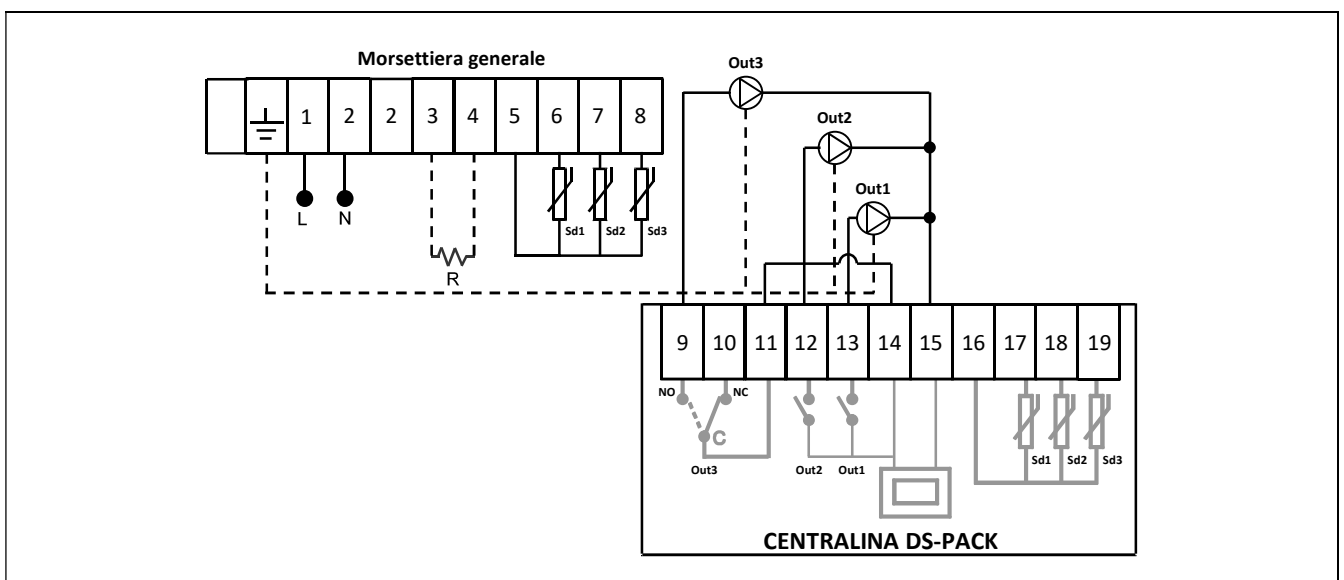 Morsettiera generale
1 2 2 3 4 5 6 7 8
L N
R
Sd1 Sd2 Sd3
Out3
Out2
Out1
9 10 11 12 13 14 15 16 17 18 19
NO NC
C
Out3 Out2 Out1
Sd1 Sd2 Sd3
CENTRALINA DS-PACK